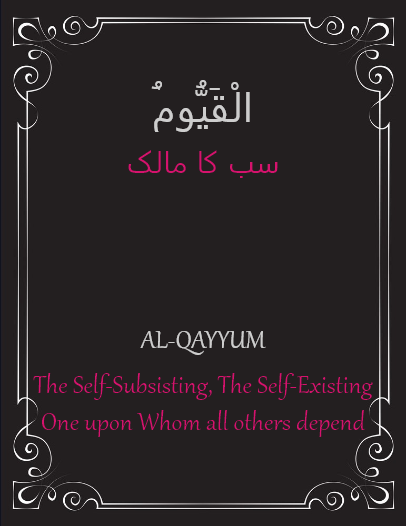 الْقَيُّومُ
سب کا مالک
AL-QAYYUM
The Self-Subsisting, The Self-Existing
One upon Whom all others depend